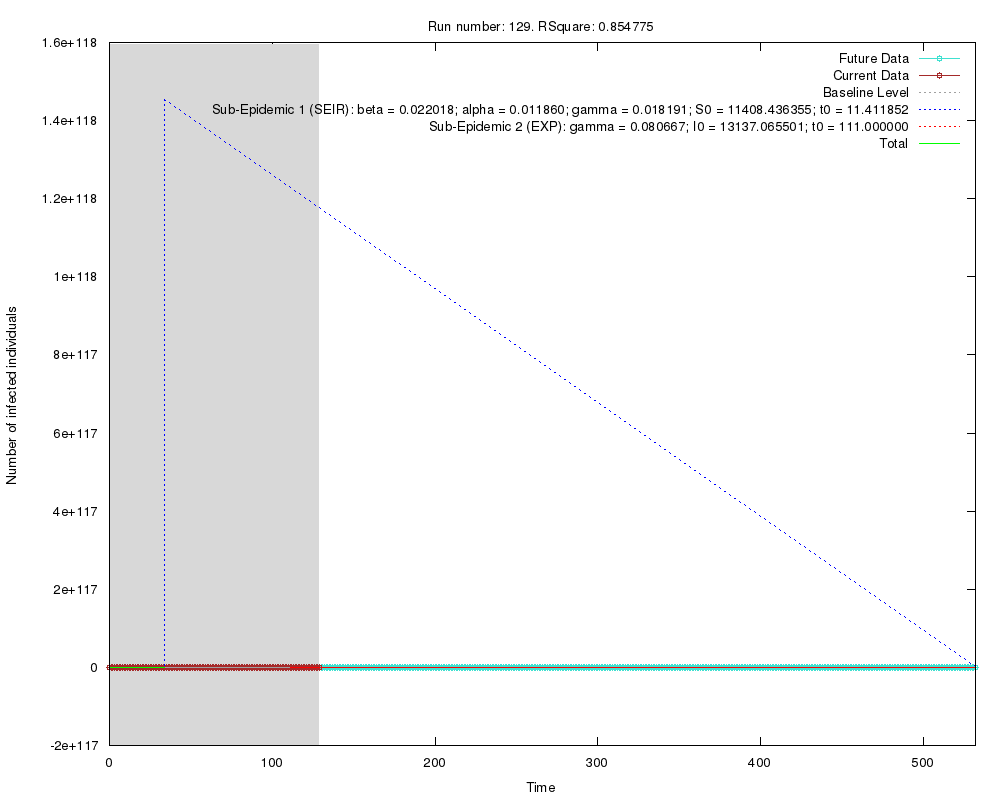 Run number: 129. RSquare: 0.854775
Future Data
Current Data
Baseline Level
Sub-Epidemic 1 (SEIR): beta = 0.022018; alpha = 0.011860; gamma = 0.018191; S0 = 11408.436355; t0 = 11.411852
Sub-Epidemic 2 (EXP): gamma = 0.080667; I0 = 13137.065501; t0 = 111.000000
Total
Number of infected individuals
1.6e+118
1.4e+118
1.2e+118
1e+118
8e+117
6e+117
4e+117
2e+117
0
-2e+117
0 100 200 300 400 500
Time